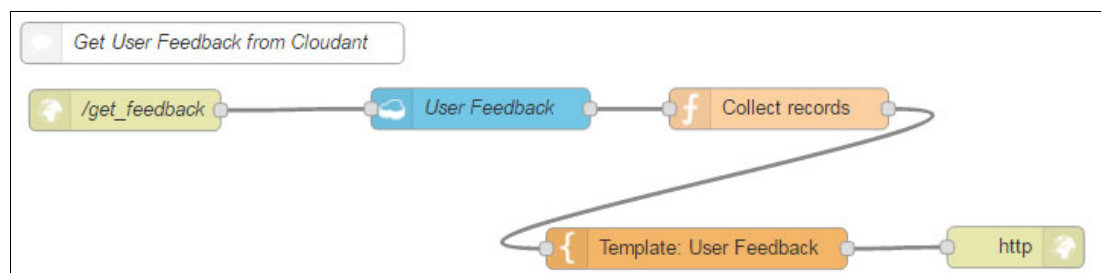 Get User Feedback from Cloudant
/get_feedback
User Feedback
Collect records
Template: User Feedback
http